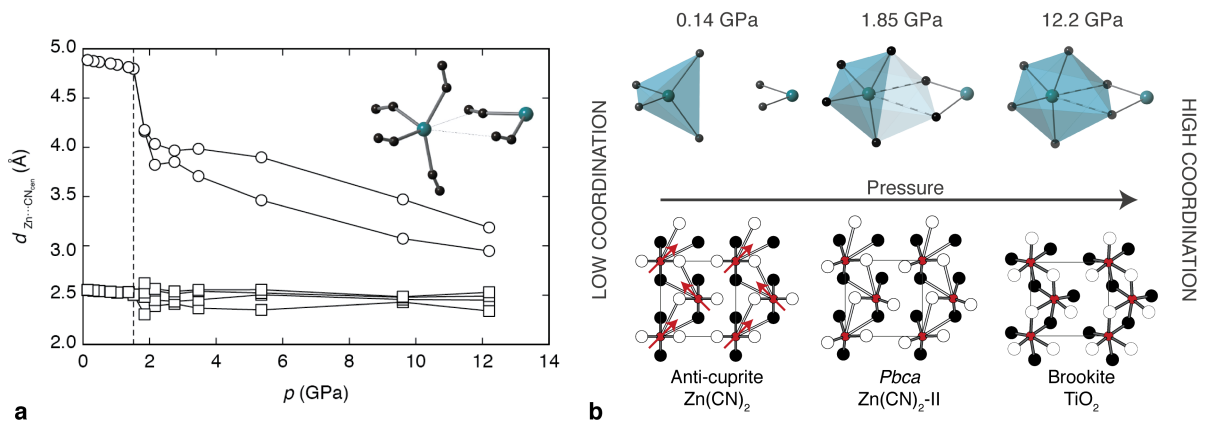 5.0
4.5
4.0
3.5
3.0
2.5
2.0
d Zn···CNcen (Å)
0 2 4 6 8 10 12 14
p (GPa)
a
0.14 GPa 1.85 GPa 12.2 GPa
LOW COORDINATION
HIGH COORDINATION
Pressure
Anti-cuprite
Zn(CN)2
Pbca
Zn(CN)2-II
Brookite
TiO2
b